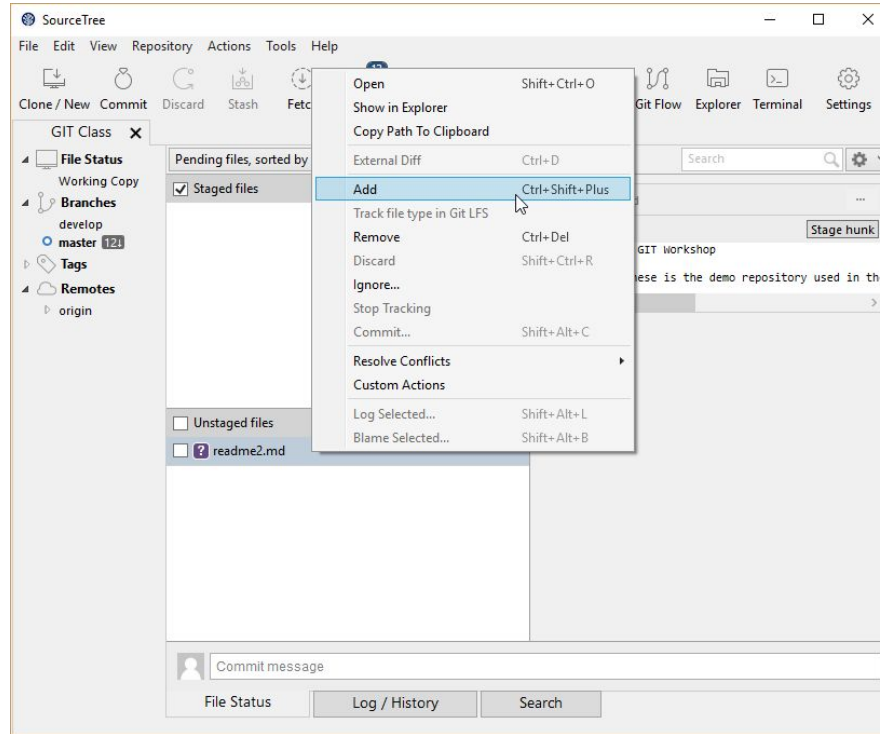 SourceTree
File Edit View Repository Actions Tools Help
Clone / New Commit Discard Stash Fetc Git Flow Explorer Terminal Settings
GIT Class
File Status
Working Copy
Branches
develop
master 12↓
Tags
Remotes
origin
Pending files, sorted by
Search
Staged files
Open Shift+Ctrl+O
Show in Explorer
Copy Path To Clipboard
External Diff Ctrl+D
Add Ctrl+Shift+Plus
Track file type in Git LFS
Remove Ctrl+Del
Discard Shift+Ctrl+R
Ignore...
Stop Tracking
Commit... Shift+Alt+C
Resolve Conflicts
Custom Actions
Log Selected... Shift+Alt+L
Blame Selected... Shift+Alt+B
...
Stage hunk
GIT Workshop
is the demo repository used in th
Unstaged files
? readme2.md
Commit message
File Status Log / History Search